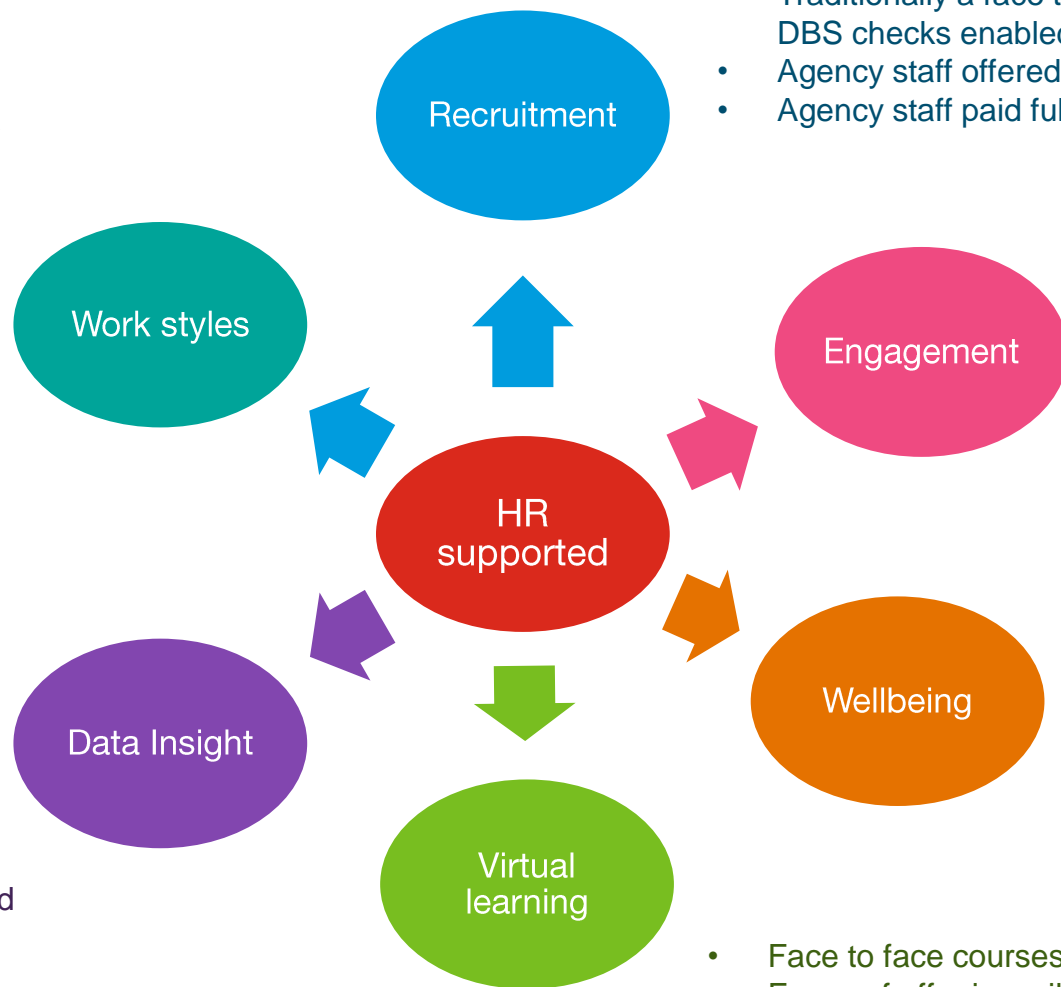 DBS checks enabled
• Agency staff offered
• Agency staff paid
Recruitment
Work styles
Engagement
HR
supported
Wellbeing
Data Insight
Virtual
learning
• Face to face courses